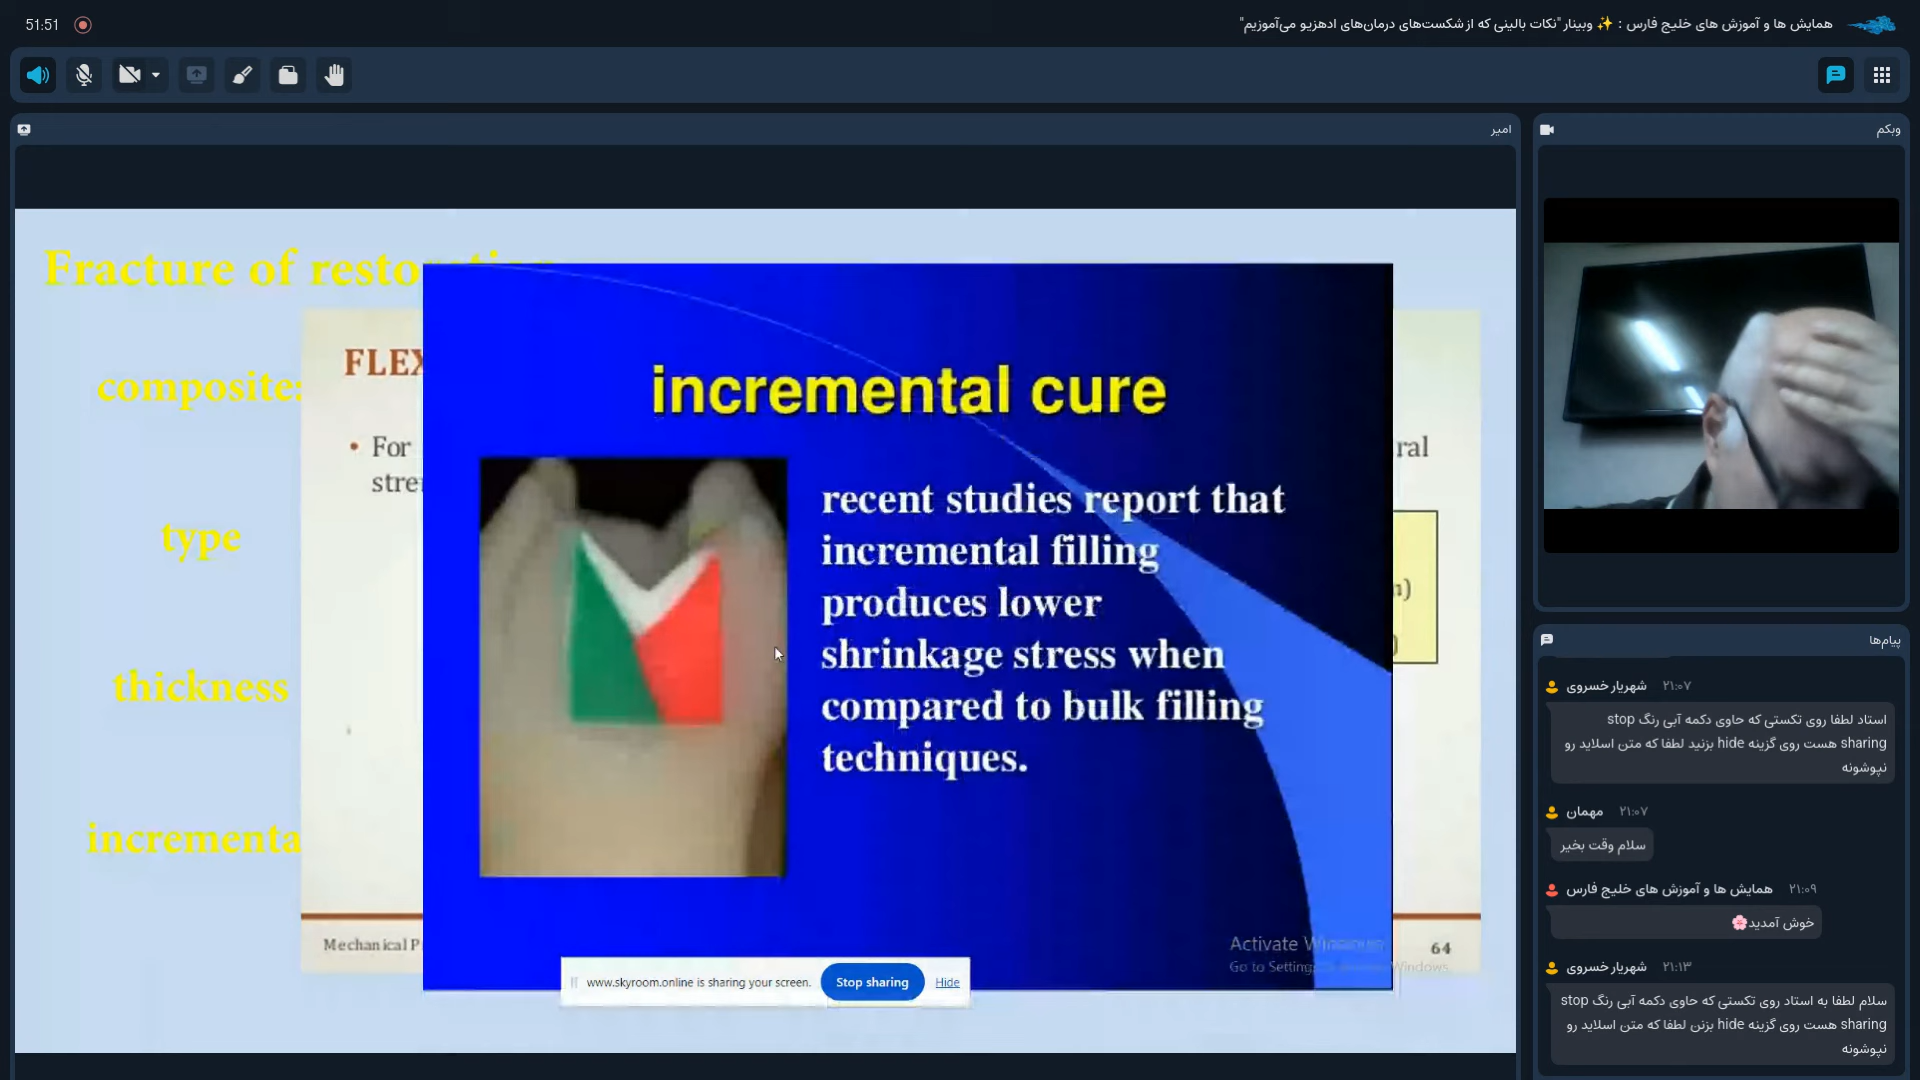 51:51
همایش ها و آموزش های خلیج فارس : ✨ وبینار "نکات بالینی که از شکست‌های درمان‌های ادهزیو می‌آموزیم"
امیر
Fracture of resto
composite:
type
thickness
incrementa
FLEX
• For
stre
ral
Mechanical P
64
incremental cure
recent studies report that
incremental filling
produces lower
shrinkage stress when
compared to bulk filling
techniques.
Activate Windows
Go to Settings
Windows.
www.skyroom.online is sharing your screen.
Stop sharing
Hide
وبکم
پیام‌ها
شهریار خسروی ۲۱:۰۷
استاد لطفا روی تکستی که حاوی دکمه آبی رنگ stop
sharing هست روی گزینه hide بزنید لطفا که متن اسلاید رو
نپوشونه
مهمان ۲۱:۰۷
سلام وقت بخیر
همایش ها و آموزش های خلیج فارس ۲۱:۰۹
خوش آمدید🌸
شهریار خسروی ۲۱:۱۳
سلام لطفا به استاد روی تکستی که حاوی دکمه آبی رنگ stop
sharing هست روی گزینه hide بزنن لطفا که متن اسلاید رو
نپوشونه